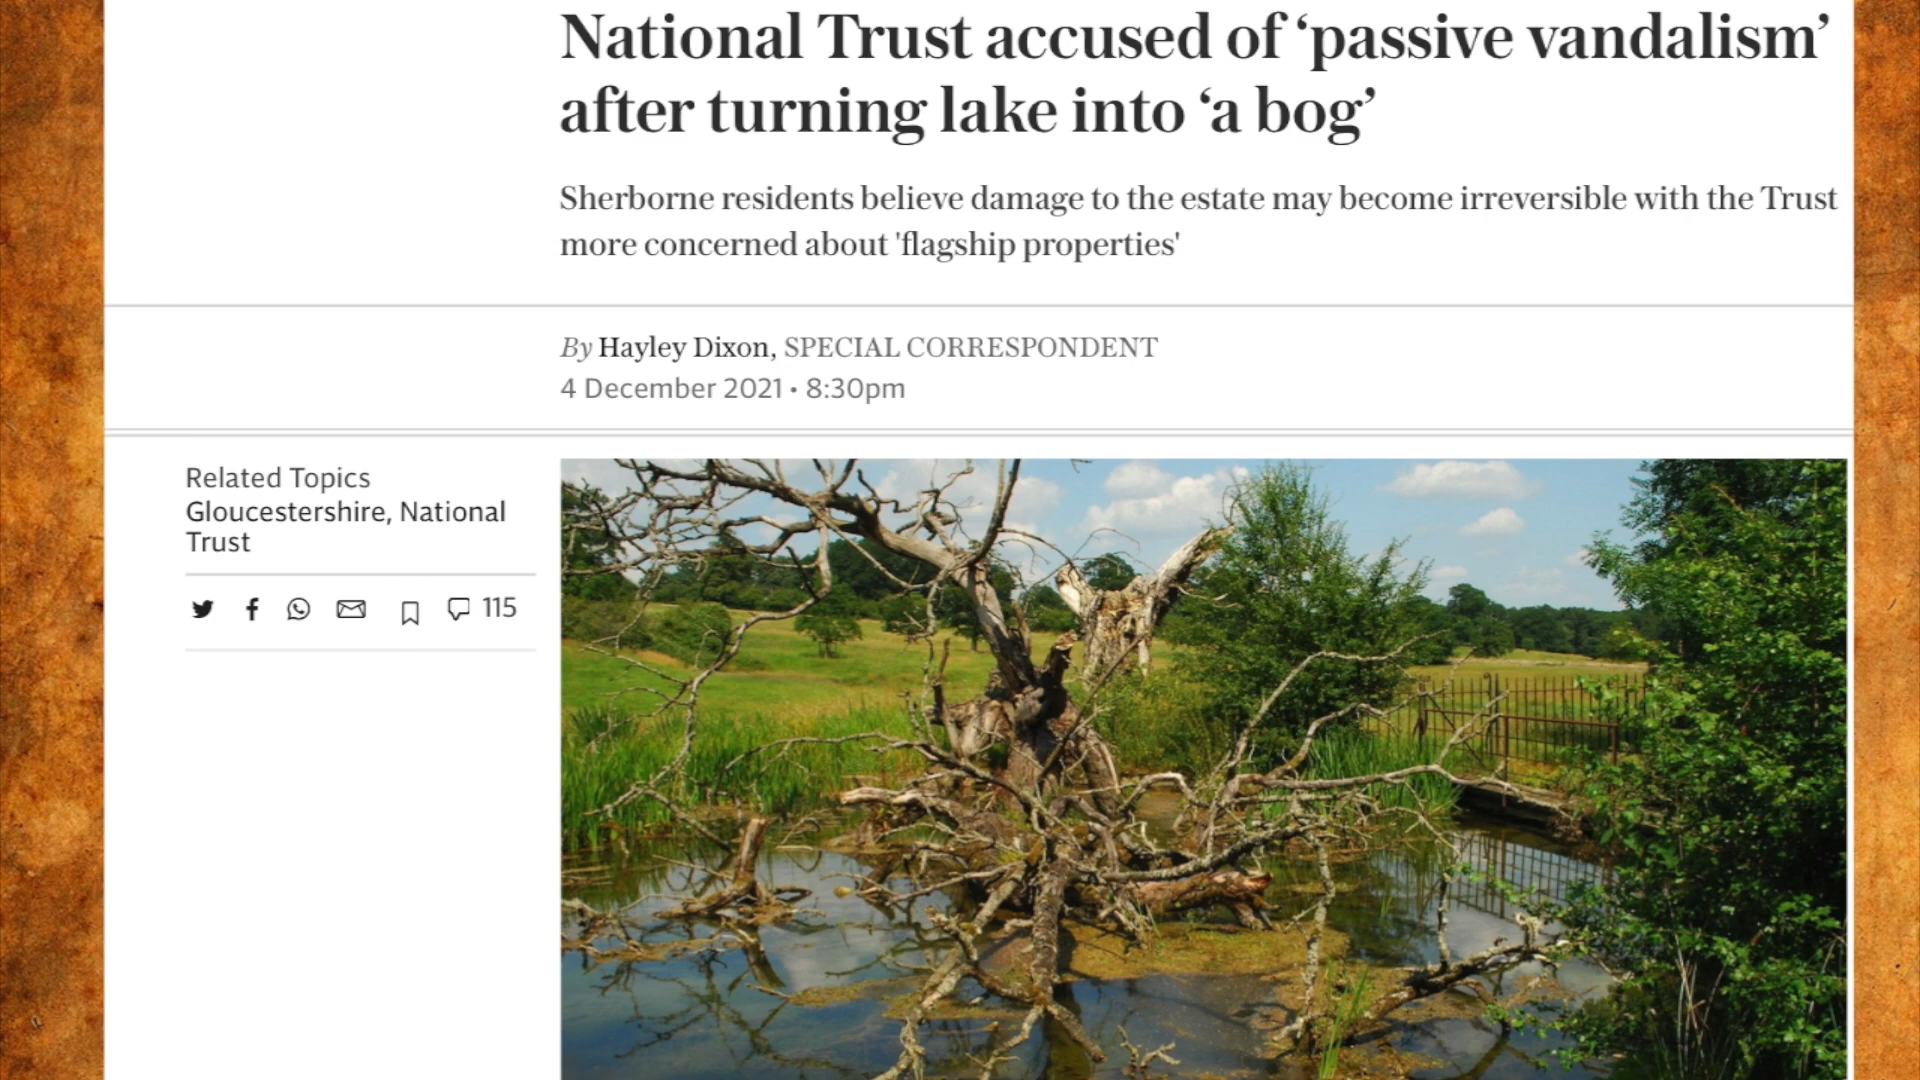 National Trust accused of ‘passive vandalism’
after turning lake into ‘a bog’
Sherborne residents believe damage to the estate may become irreversible with the Trust
more concerned about 'flagship properties'
By Hayley Dixon, SPECIAL CORRESPONDENT
4 December 2021 • 8:30pm
Related Topics
Gloucestershire, National
Trust
115